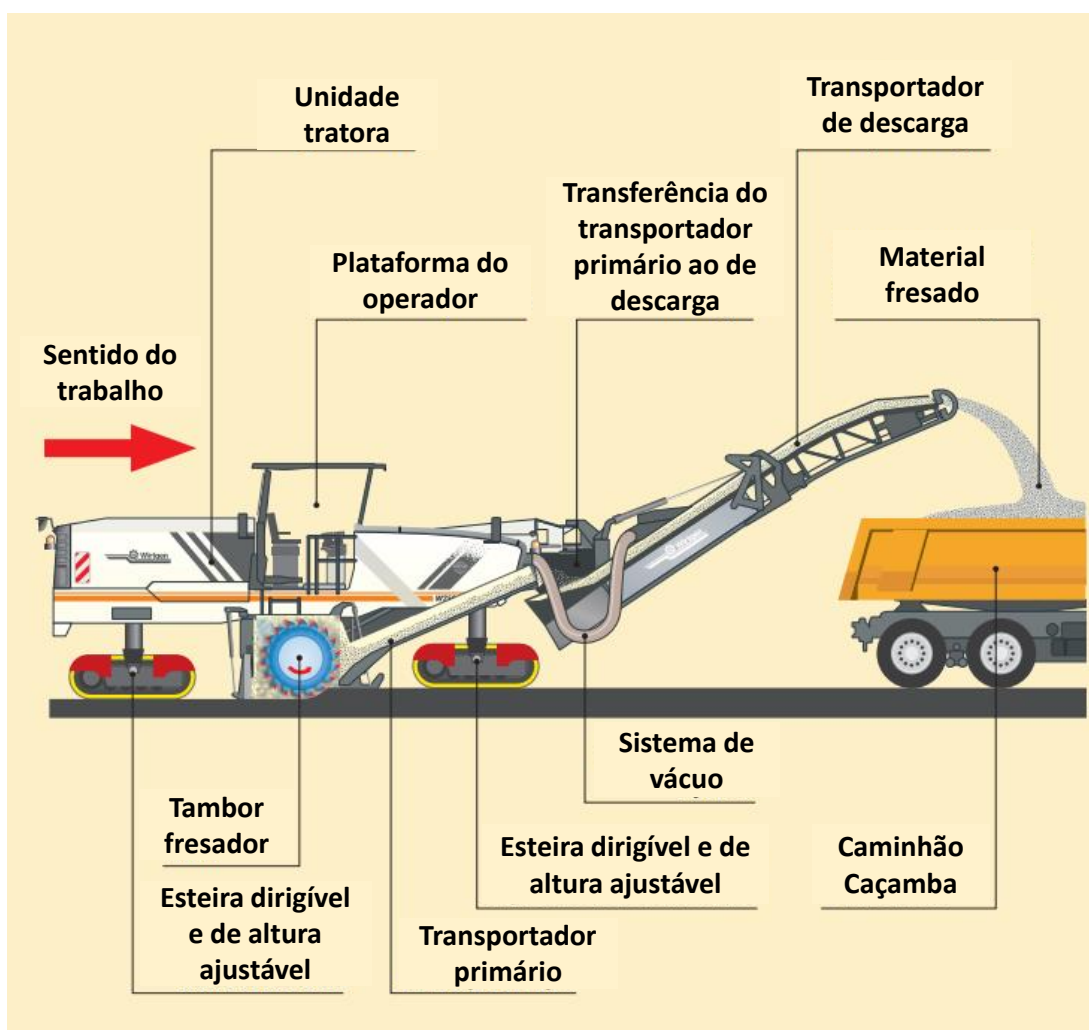 Unidade
tratora
Transportador
de descarga
Transferência do
transportador
primário ao de
descarga
Plataforma do
operador
Material
fresado
Sentido do
trabalho
Wirtgen
Wirtgen
Sistema de
vácuo
Tambor
fresador
Esteira dirigível e de
altura ajustável
Caminhão
Caçamba
Esteira dirigível
e de altura
ajustável
Transportador
primário